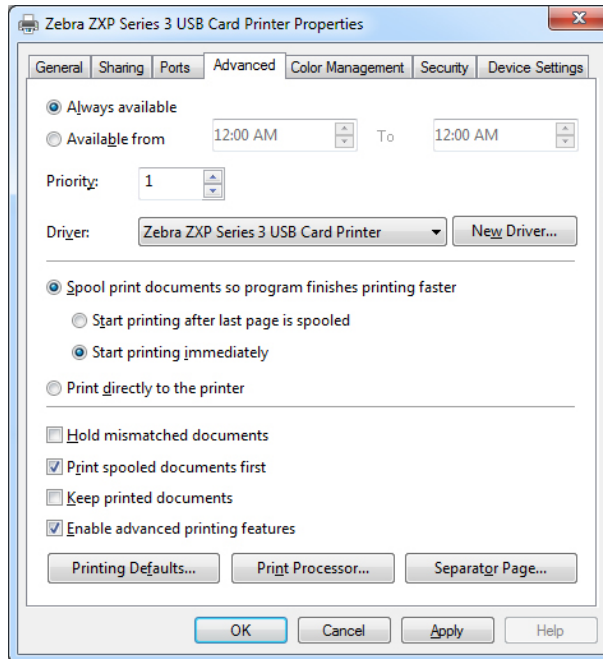 Zebra ZXP Series 3 USB Card Printer Properties
General Sharing Ports Advanced Color Management Security Device Settings
Always available
Available from 12:00 AM To 12:00 AM
Priority: 1
Driver: Zebra ZXP Series 3 USB Card Printer New Driver...
Spool print documents so program finishes printing faster
Start printing after last page is spooled
Start printing immediately
Print directly to the printer
Hold mismatched documents
Print spooled documents first
Keep printed documents
Enable advanced printing features
Printing Defaults... Print Processor... Separator Page...
OK Cancel Apply Help